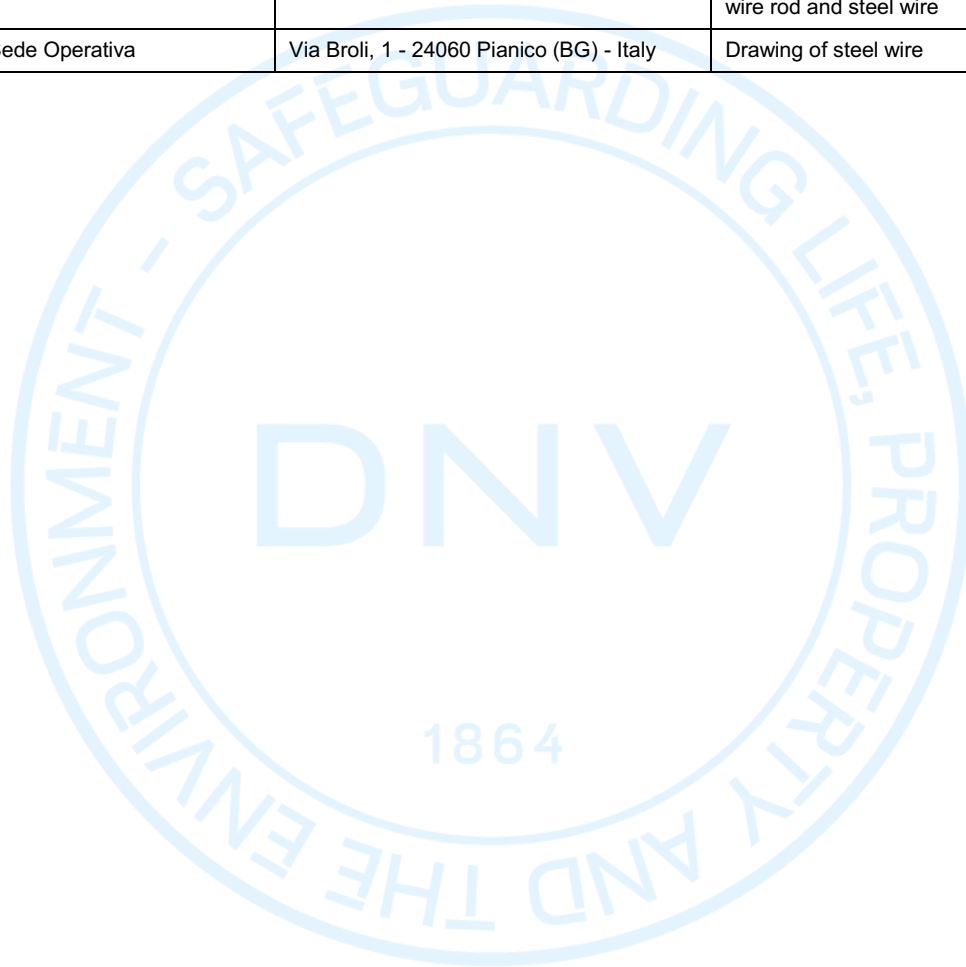 wire rod and steel wire
ede Operativa Via Broli, 1 - 24060 Pianico (BG) - Italy Drawing of steel wire
SAFEGUARDING LIFE, PROPERTY AND THE ENVIRONMENT -
DNV
1864